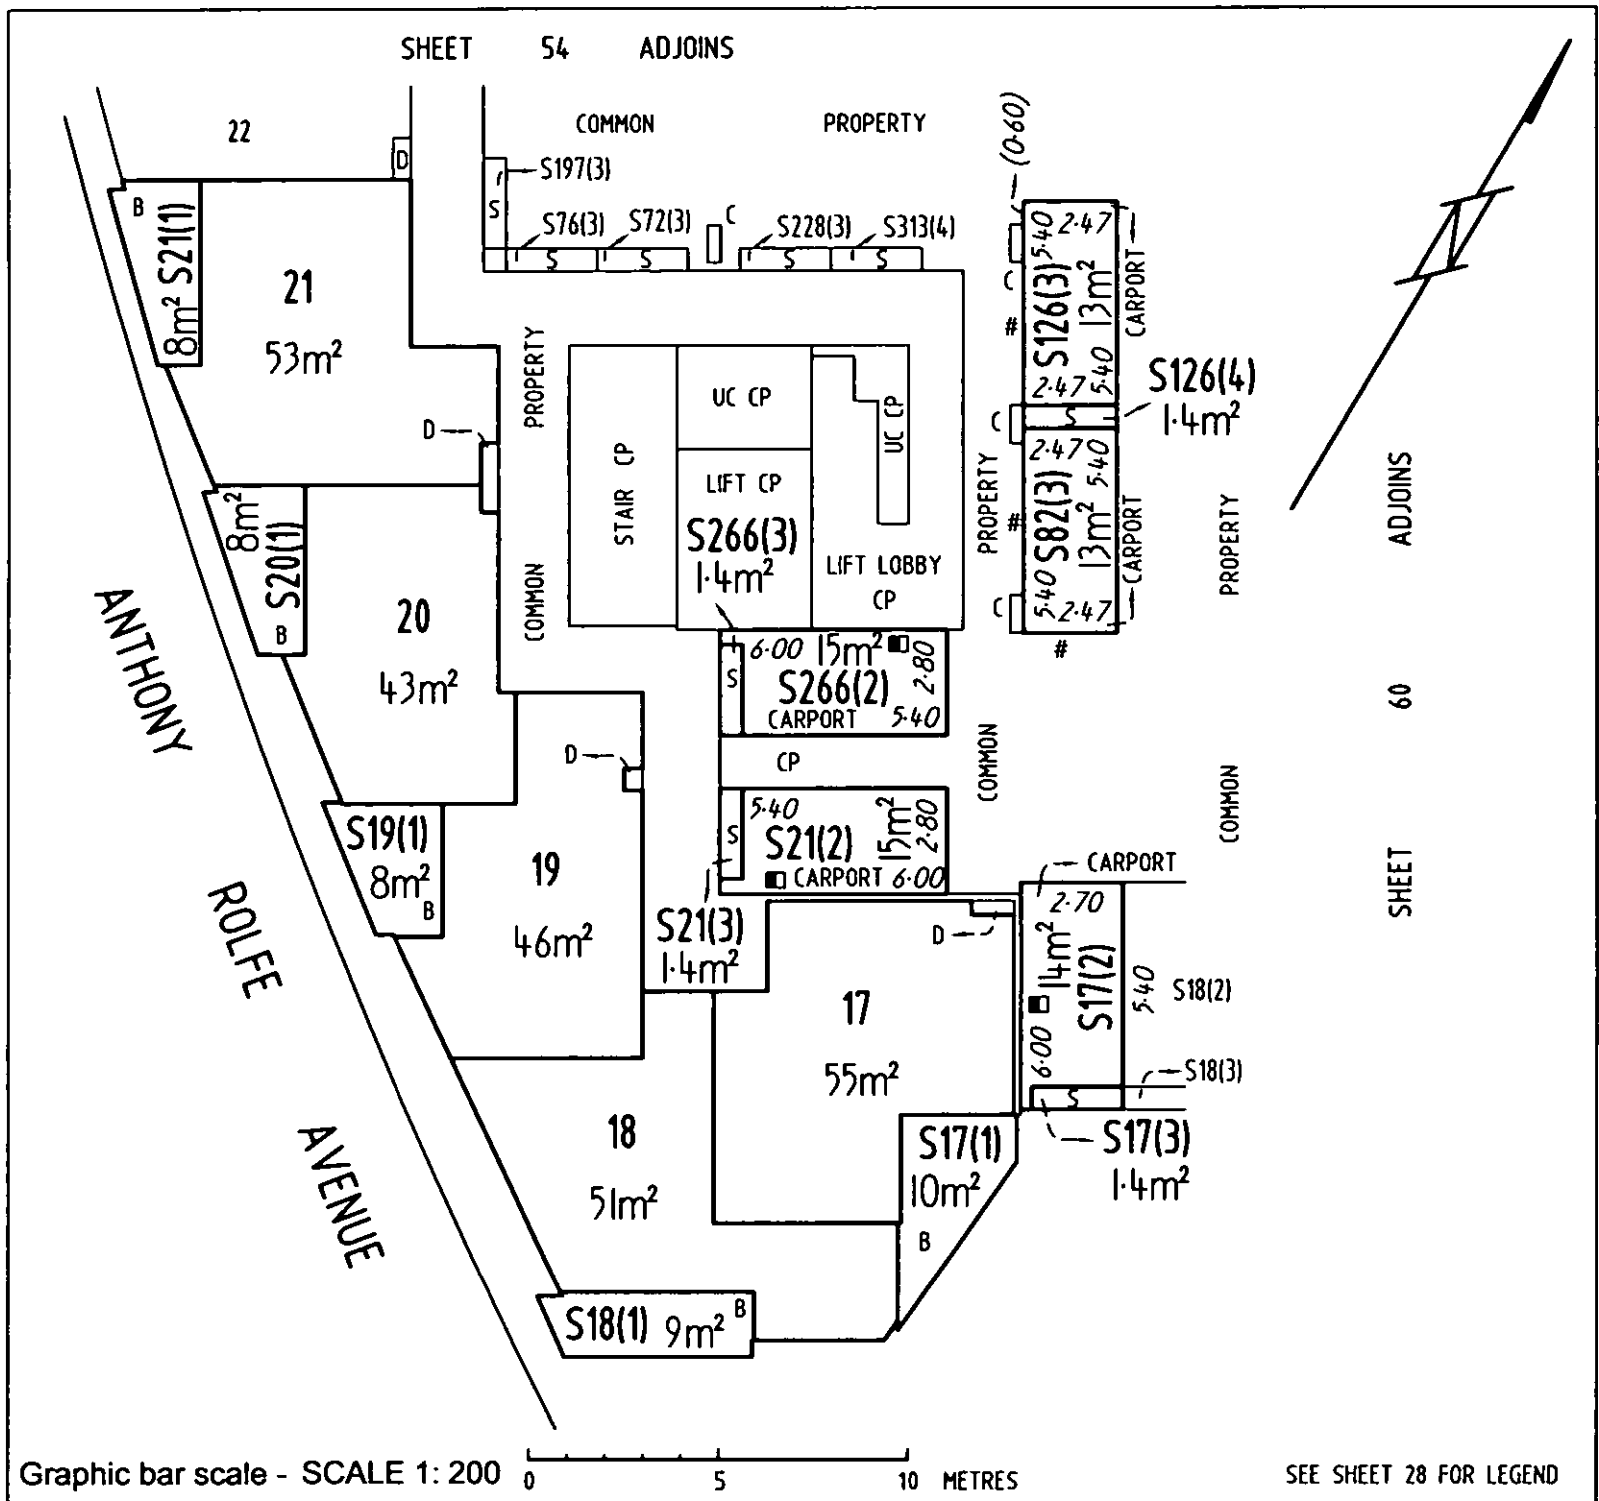 SHEET 54 ADJOINS
22
D
COMMON PROPERTY
(0·60)
S197(3)
S
S76(3)
S
S72(3)
S
C
S228(3)
S
S313(4)
S
B
S21(1)
8m²
21
53m²
D
C
#
5·40
2·47
S126(3)
13m²
2·47
5·40
CARPORT
S126(4)
1·4m²
S
C
PROPERTY
COMMON
STAIR CP
UC CP
UC CP
LIFT CP
S266(3)
1·4m²
LIFT LOBBY
CP
PROPERTY
#
2·47
5·40
S82(3)
13m²
5·40
2·47
CARPORT
C
#
PROPERTY
COMMON
ADJOINS
60
SHEET
8m²
S20(1)
B
20
43m²
S
6·00
15m²
2·80
S266(2)
CARPORT
5·40
CP
COMMON
ANTHONY
ROLFE
AVENUE
D
S19(1)
8m²
B
19
46m²
S
5·40
S21(2)
15m²
2·80
CARPORT
6·00
S21(3)
1·4m²
D
CARPORT
2·70
14m²
S17(2)
5·40
6·00
S18(2)
S18(3)
S
S17(3)
1·4m²
17
55m²
S17(1)
10m²
B
18
51m²
S18(1)
9m²
B
Graphic bar scale - SCALE 1: 200
0 5 10 METRES
SEE SHEET 28 FOR LEGEND